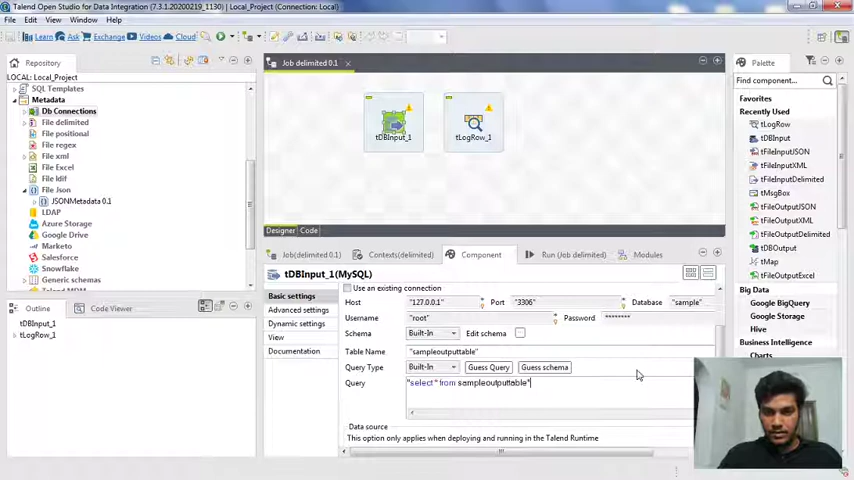 Talend Open Studio for Data Integration (7.3.1.20200219_1130) | Local_Project (Connection: Local)
File Edit View Window Help
Learn Ask Exchange Videos Cloud
Repository
LOCAL: Local_Project
SQL Templates
Metadata
Db Connections
File delimited
File positional
File regex
File xml
File Excel
File ldif
File Json
JSONMetadata 0.1
LDAP
Azure Storage
Google Drive
Marketo
Salesforce
Snowflake
Generic schemas
Outline Code Viewer
tDBInput_1
tLogRow_1
Job delimited 0.1
tDBInput_1 tLogRow_1
Designer Code
Job(delimited 0.1) Contexts(delimited) Component Run (Job delimited) Modules
tDBInput_1(MySQL)
Basic settings
Advanced settings
Dynamic settings
View
Documentation
Use an existing connection
Host "127.0.0.1" Port "3306" Database "sample"
Username "root" Password ********
Schema Built-In Edit schema
Table Name "sampleoutputtable"
Query Type Built-In Guess Query Guess schema
Query "select * from sampleoutputtable"
Data source
This option only applies when deploying and running in the Talend Runtime
Palette
Find component...
Favorites
Recently Used
tLogRow
tDBInput
tFileInputJSON
tFileInputXML
tFileInputDelimited
tMsgBox
tFileOutputJSON
tFileOutputXML
tFileOutputDelimited
tDBOutput
tMap
tFileOutputExcel
Big Data
Google BigQuery
Google Storage
Hive
Charts